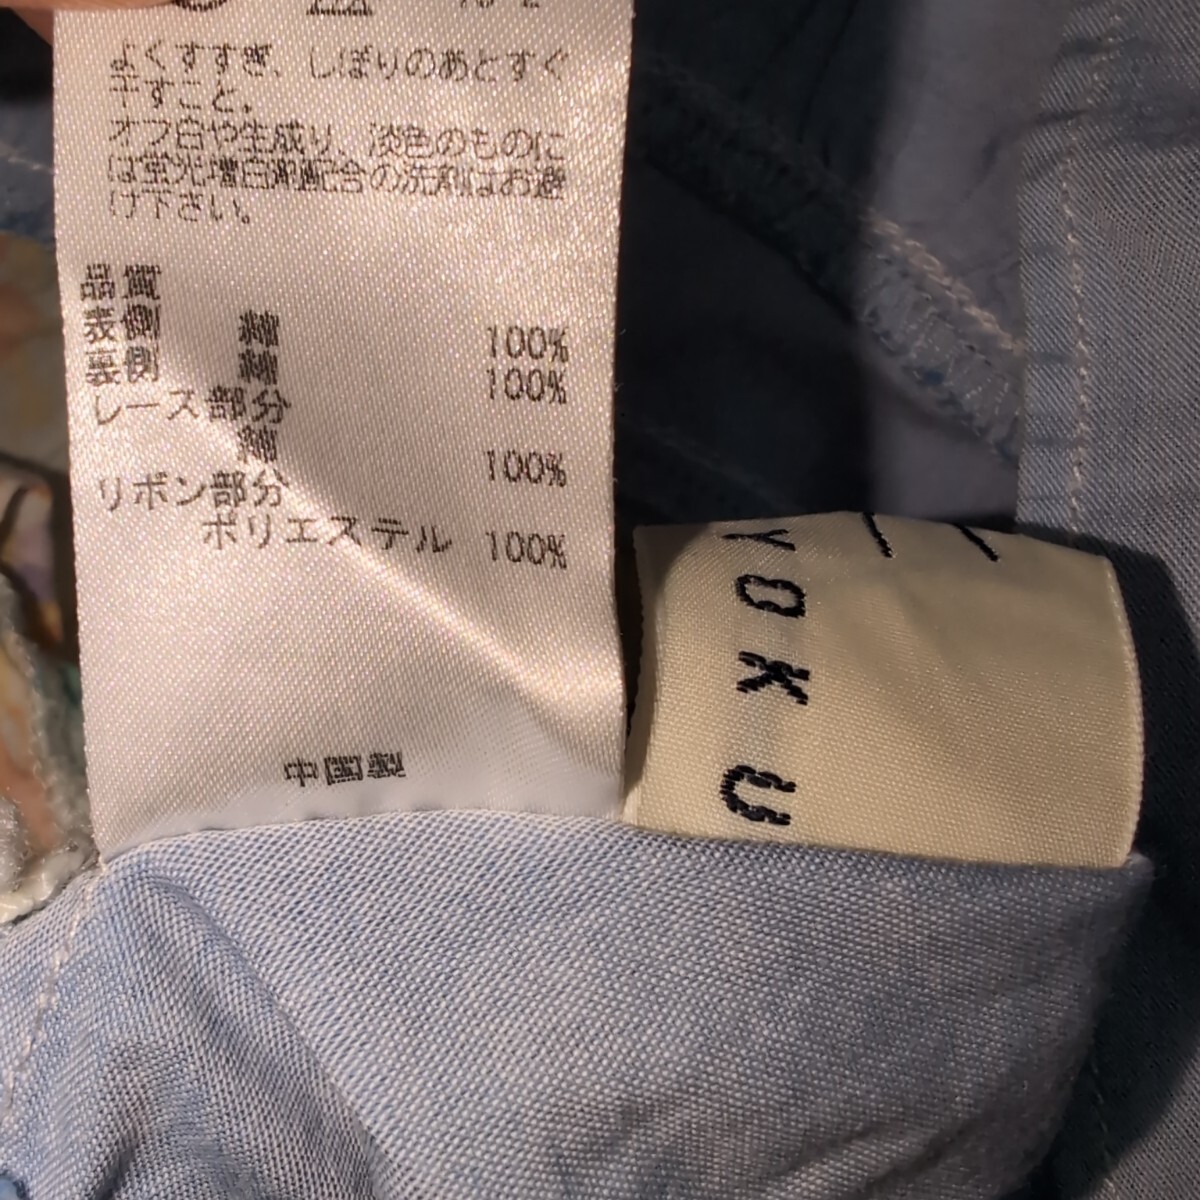 よくすすぎ、しぼりのあとすぐ
干すこと。
オフ白や生成り、淡色のものに
は蛍光増白剤配合の洗剤はお避
け下さい。
品質
表側 綿 100%
裏側 綿 100%
レース部分
綿 100%
リボン部分
ポリエステル 100%
中国製
YOKU